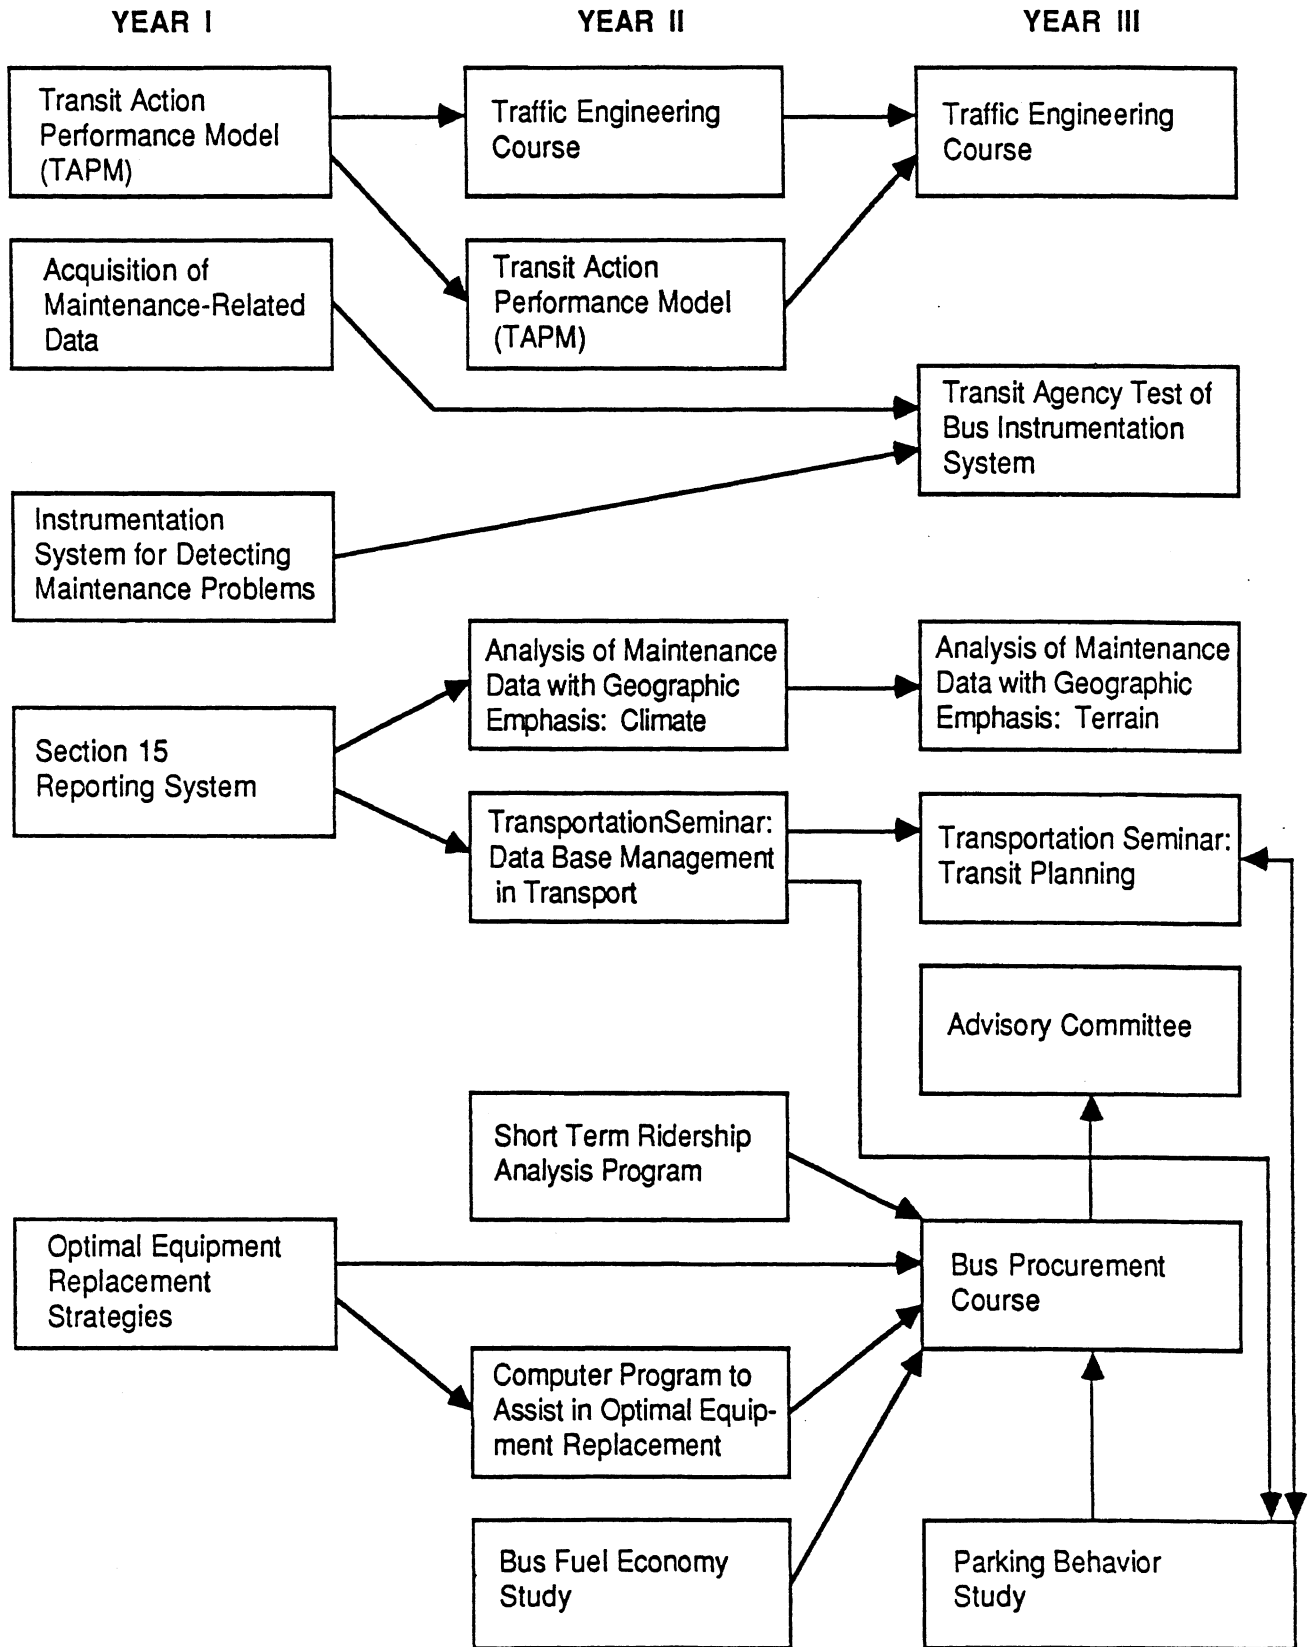 YEAR I
YEAR II
YEAR III
Transit Action
Performance Model
(TAPM)
Traffic Engineering
Course
Traffic Engineering
Course
Acquisition of
Maintenance-Related
Data
Transit Action
Performance Model
(TAPM)
Transit Agency Test of
Bus Instrumentation
System
Instrumentation
System for Detecting
Maintenance Problems
Analysis of Maintenance
Data with Geographic
Emphasis: Climate
Analysis of Maintenance
Data with Geographic
Emphasis: Terrain
Section 15
Reporting System
TransportationSeminar:
Data Base Management
in Transport
Transportation Seminar:
Transit Planning
Advisory Committee
Short Term Ridership
Analysis Program
Optimal Equipment
Replacement
Strategies
Bus Procurement
Course
Computer Program to
Assist in Optimal Equip-
ment Replacement
Bus Fuel Economy
Study
Parking Behavior
Study